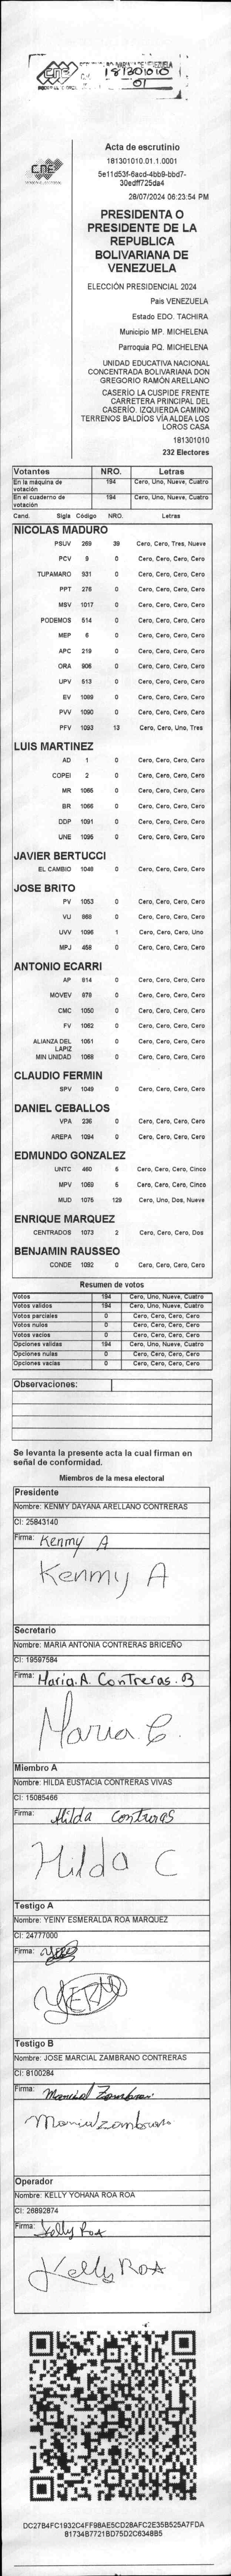 CNE
181301010
01
CNE
Acta de escrutinio
181301010.01.1.0001
5e11d53f-6acd-4bb9-bbd7-
30edff725da4
28/07/2024 06:23:54 PM
PRESIDENTA O
PRESIDENTE DE LA
REPUBLICA
BOLIVARIANA DE
VENEZUELA
ELECCIÓN PRESIDENCIAL 2024
Pais VENEZUELA
Estado EDO. TACHIRA
Municipio MP. MICHELENA
Parroquia PQ. MICHELENA
UNIDAD EDUCATIVA NACIONAL
CONCENTRADA BOLIVARIANA DON
GREGORIO RAMÓN ARELLANO
CASERÍO LA CUSPIDE FRENTE
CARRETERA PRINCIPAL DEL
CASERÍO. IZQUIERDA CAMINO
TERRENOS BALDÍOS VÍA ALDEA LOS
LOROS CASA
181301010
232 Electores
Votantes NRO. Letras
En la máquina de votación 194 Cero, Uno, Nueve, Cuatro
En el cuaderno de votación 194 Cero, Uno, Nueve, Cuatro
Cand. Sigla Código NRO. Letras
NICOLAS MADURO
PSUV 269 39 Cero, Cero, Tres, Nueve
PCV 9 0 Cero, Cero, Cero, Cero
TUPAMARO 931 0 Cero, Cero, Cero, Cero
PPT 276 0 Cero, Cero, Cero, Cero
MSV 1017 0 Cero, Cero, Cero, Cero
PODEMOS 514 0 Cero, Cero, Cero, Cero
MEP 6 0 Cero, Cero, Cero, Cero
APC 219 0 Cero, Cero, Cero, Cero
ORA 906 0 Cero, Cero, Cero, Cero
UPV 513 0 Cero, Cero, Cero, Cero
EV 1089 0 Cero, Cero, Cero, Cero
PVV 1090 0 Cero, Cero, Cero, Cero
PFV 1093 13 Cero, Cero, Uno, Tres
LUIS MARTINEZ
AD 1 0 Cero, Cero, Cero, Cero
COPEI 2 0 Cero, Cero, Cero, Cero
MR 1065 0 Cero, Cero, Cero, Cero
BR 1066 0 Cero, Cero, Cero, Cero
DDP 1091 0 Cero, Cero, Cero, Cero
UNE 1095 0 Cero, Cero, Cero, Cero
JAVIER BERTUCCI
EL CAMBIO 1048 0 Cero, Cero, Cero, Cero
JOSE BRITO
PV 1053 0 Cero, Cero, Cero, Cero
VU 868 0 Cero, Cero, Cero, Cero
UVV 1096 1 Cero, Cero, Cero, Uno
MPJ 458 0 Cero, Cero, Cero, Cero
ANTONIO ECARRI
AP 814 0 Cero, Cero, Cero, Cero
MOVEV 878 0 Cero, Cero, Cero, Cero
CMC 1050 0 Cero, Cero, Cero, Cero
FV 1062 0 Cero, Cero, Cero, Cero
ALIANZA DEL LAPIZ 1061 0 Cero, Cero, Cero, Cero
MIN UNIDAD 1068 0 Cero, Cero, Cero, Cero
CLAUDIO FERMIN
SPV 1049 0 Cero, Cero, Cero, Cero
DANIEL CEBALLOS
VPA 236 0 Cero, Cero, Cero, Cero
AREPA 1094 0 Cero, Cero, Cero, Cero
EDMUNDO GONZALEZ
UNTC 460 5 Cero, Cero, Cero, Cinco
MPV 1069 5 Cero, Cero, Cero, Cinco
MUD 1075 129 Cero, Uno, Dos, Nueve
ENRIQUE MARQUEZ
CENTRADOS 1073 2 Cero, Cero, Cero, Dos
BENJAMIN RAUSSEO
CONDE 1092 0 Cero, Cero, Cero, Cero
Resumen de votos
Votos 194 Cero, Uno, Nueve, Cuatro
Votos validos 194 Cero, Uno, Nueve, Cuatro
Votos parciales 0 Cero, Cero, Cero, Cero
Votos nulos 0 Cero, Cero, Cero, Cero
Votos vacios 0 Cero, Cero, Cero, Cero
Opciones validas 194 Cero, Uno, Nueve, Cuatro
Opciones nulas 0 Cero, Cero, Cero, Cero
Opciones vacias 0 Cero, Cero, Cero, Cero
Observaciones:
Se levanta la presente acta la cual firman en
señal de conformidad.
Miembros de la mesa electoral
Presidente
Nombre: KENMY DAYANA ARELLANO CONTRERAS
CI: 25843140
Firma: Kenmy A
Kenmy A
Secretario
Nombre: MARIA ANTONIA CONTRERAS BRICEÑO
CI: 19597584
Firma: María.A. Contreras.B
Maria C.
Miembro A
Nombre: HILDA EUSTACIA CONTRERAS VIVAS
CI: 15085466
Firma: Hilda Contreras
Hilda C
Testigo A
Nombre: YEINY ESMERALDA ROA MARQUEZ
CI: 24777000
Firma:
Testigo B
Nombre: JOSE MARCIAL ZAMBRANO CONTRERAS
CI: 8100284
Firma: Marcial Zambrano
Marcial zambrano
Operador
Nombre: KELLY YOHANA ROA ROA
CI: 26892874
Firma: Kelly Roa
Kelly Roa
DC27B4FC1932C4FF98AE5CD28AFC2E35B525A7FDA
81734B7721BD75D2C6348B5